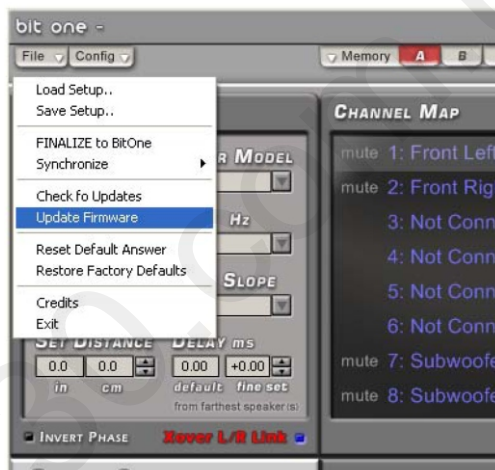 bit one -
File Config Memory A B
Load Setup..
Save Setup..
FINALIZE to BitOne
Synchronize
Check fo Updates
Update Firmware
Reset Default Answer
Restore Factory Defaults
Credits
Exit
R MODEL
Hz
SLOPE
SET DISTANCE DELAY ms
0.0 0.0 0.00 +0.00
in cm default fine set
from farthest speaker(s)
INVERT PHASE Xover L/R Link
CHANNEL MAP
mute 1: Front Left
mute 2: Front Rig
3: Not Conn
4: Not Conn
5: Not Conn
6: Not Conn
mute 7: Subwoofe
mute 8: Subwoofe